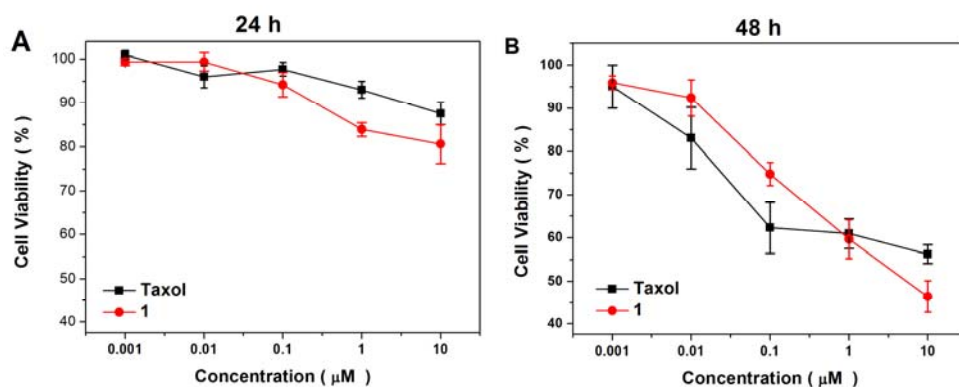 A
24 h
100
90
80
70
60
50
40
Cell Viability ( % )
Taxol
1
0.001 0.01 0.1 1 10
Concentration ( μM )
B
48 h
100
95
90
80
70
60
50
40
Cell Viability ( % )
Taxol
1
0.001 0.01 0.1 1 10
Concentration ( μM )